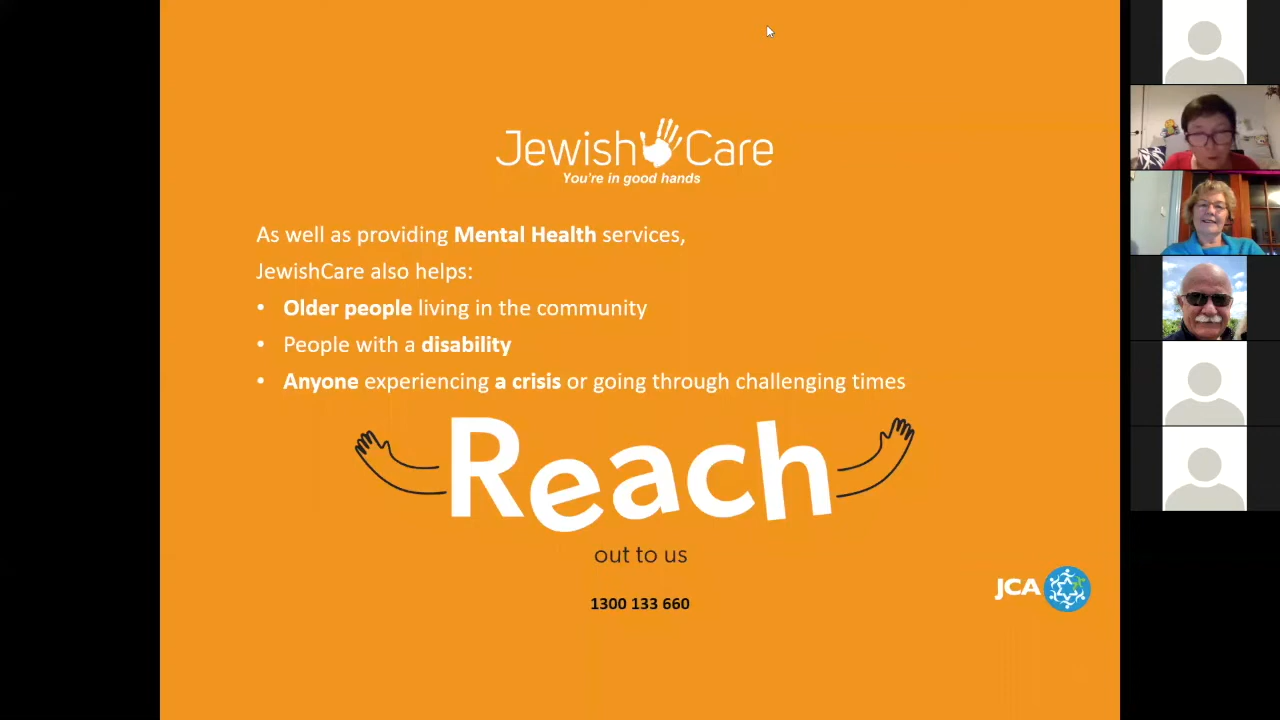 Jewish Care
You're in good hands
As well as providing Mental Health services,
JewishCare also helps:
• Older people living in the community
• People with a disability
• Anyone experiencing a crisis or going through challenging times
Reach
out to us
JCA
1300 133 660